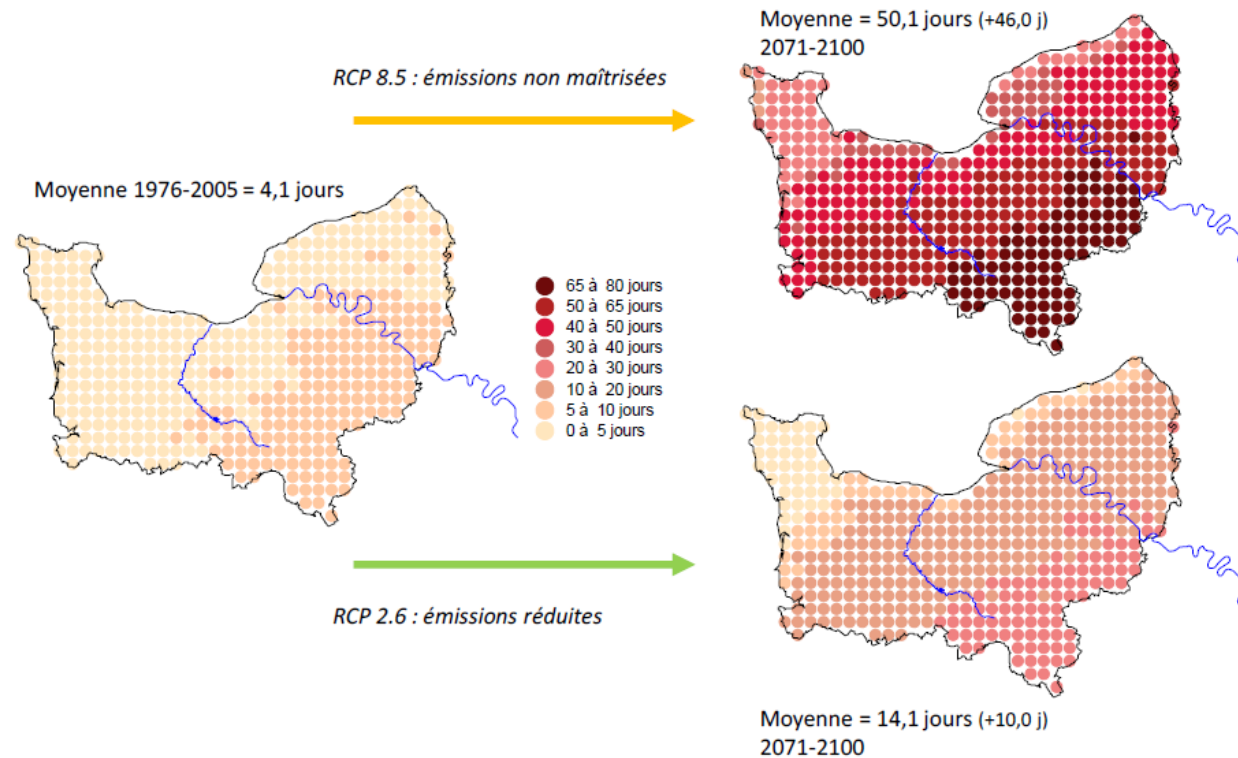 Moyenne = 50,1 jours (+46,0 j)
2071-2100
RCP 8.5 : émissions non maîtrisées
Moyenne 1976-2005 = 4,1 jours
65 à 80 jours
50 à 65 jours
40 à 50 jours
30 à 40 jours
20 à 30 jours
10 à 20 jours
5 à 10 jours
0 à 5 jours
RCP 2.6 : émissions réduites
Moyenne = 14,1 jours (+10,0 j)
2071-2100